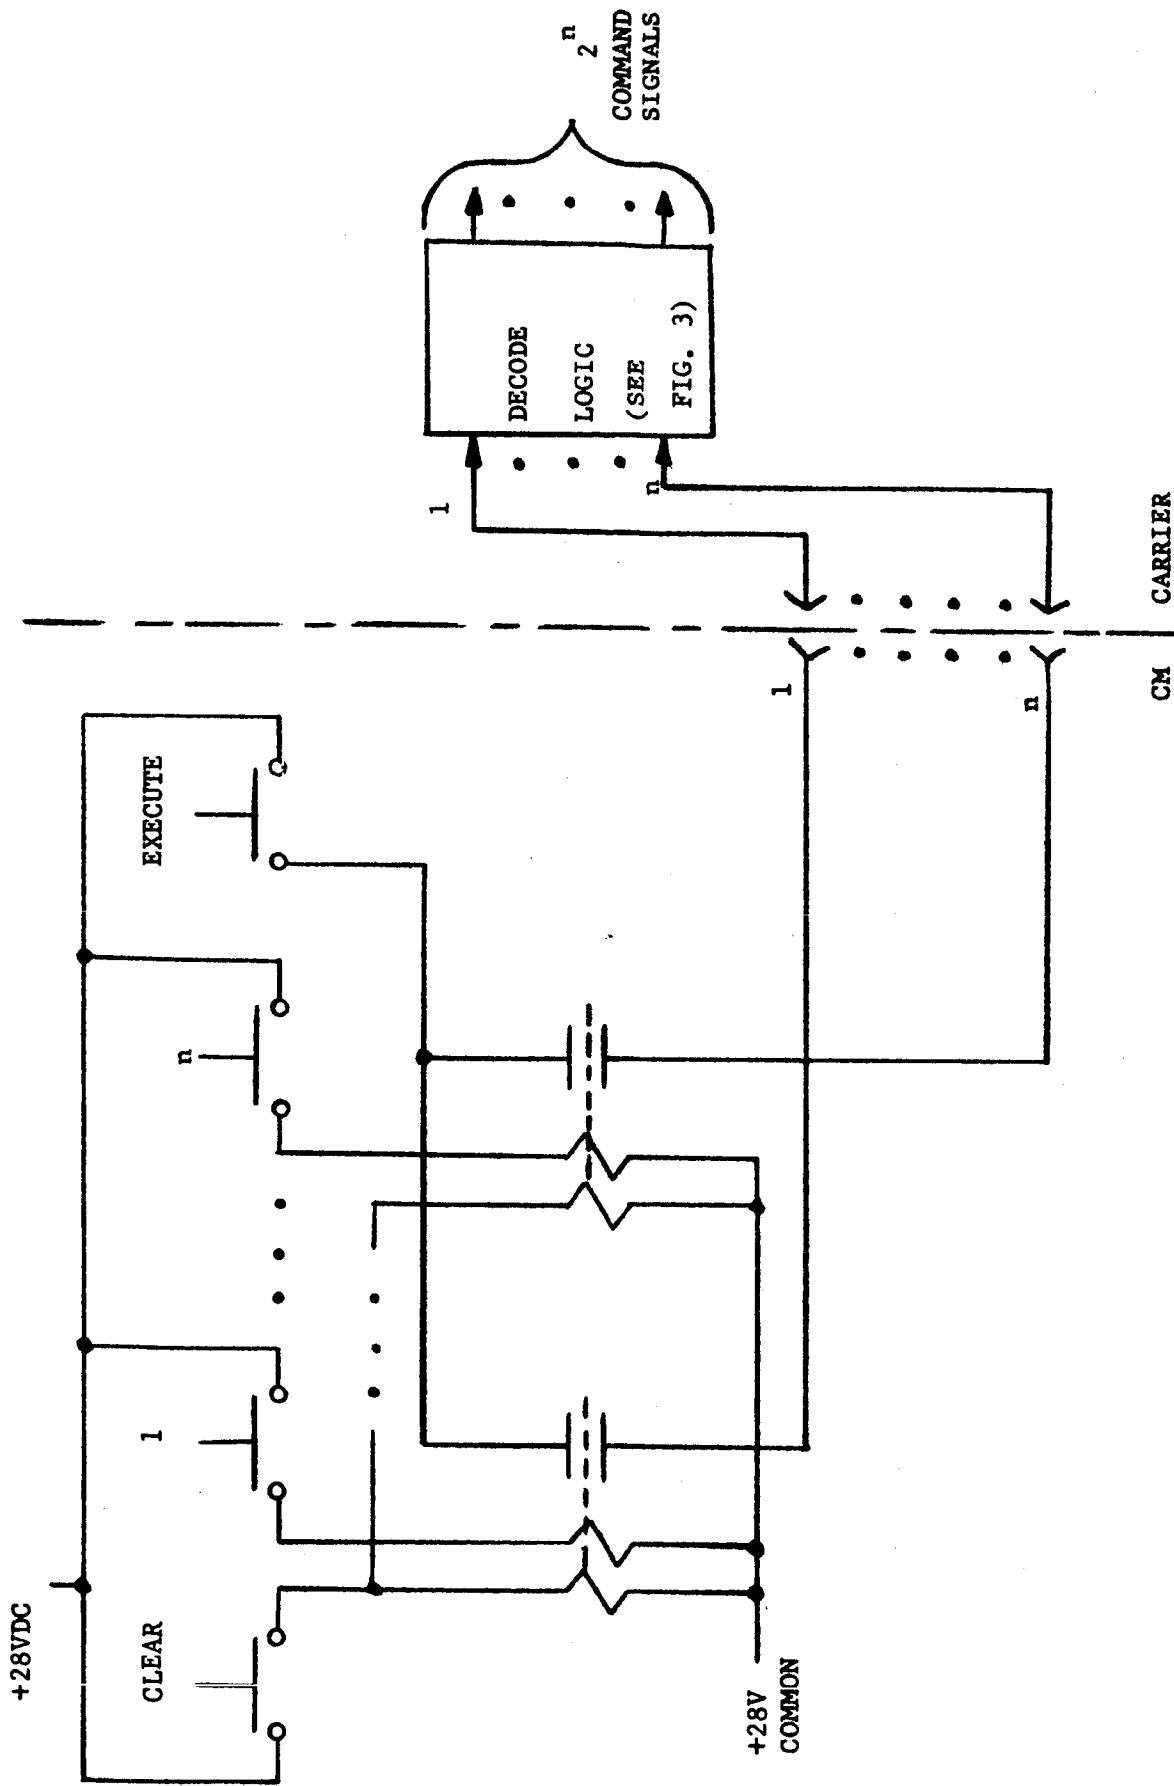 +28VDC
CLEAR
1
n
EXECUTE
+28V
COMMON
1
n
CM
CARRIER
1
n
DECODE
LOGIC
(SEE
FIG. 3)
2^n
COMMAND
SIGNALS